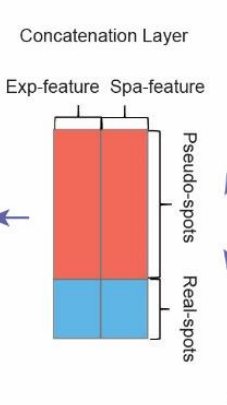 Concatenation Layer
Exp-feature Spa-feature
Pseudo-spots
Real-spots